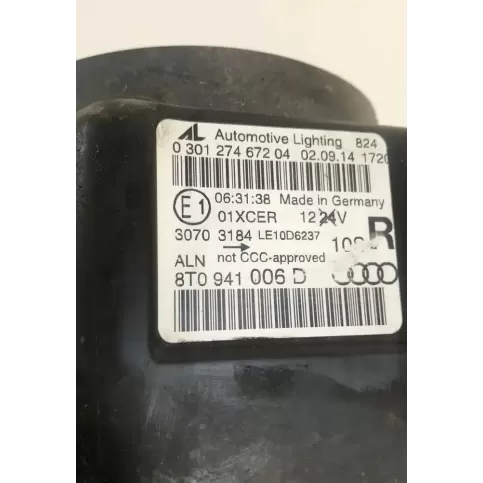 AL Automotive Lighting 824
0 301 274 672 04 02.09.14 1720
E1 06:31:38 Made in Germany
01XCER 12 24V
3070 3184 LE10D6237 R
ALN not CCC-approved
8T0 941 006 D